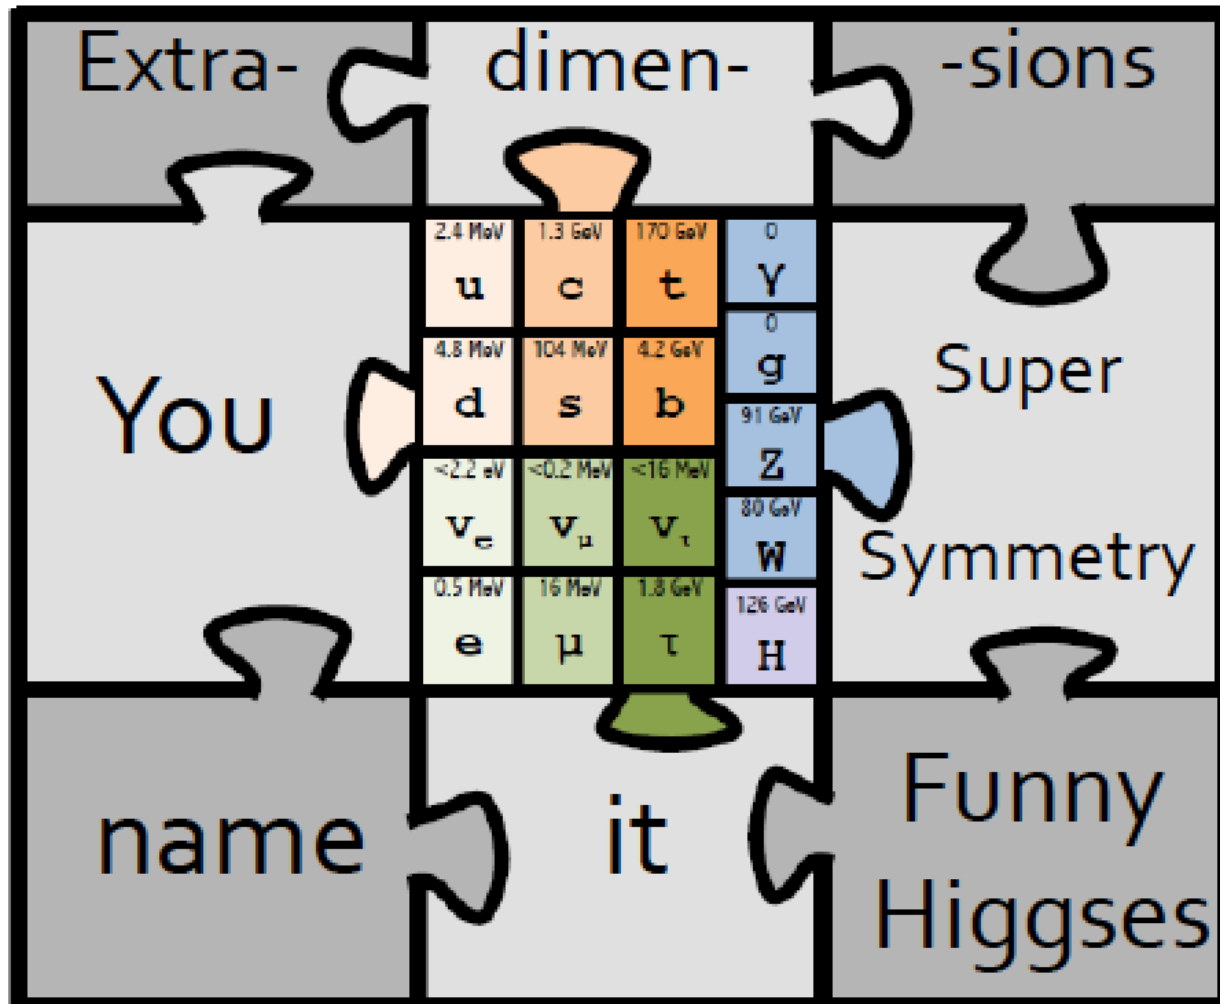 Extra- dimen- -sions
2.4 MeV 1.3 GeV 170 GeV 0
u c t γ
0
4.8 MeV 104 MeV 4.2 GeV g
d s b
91 GeV
Z
<2.2 eV <0.2 MeV <16 MeV
νe νμ ντ
80 GeV
W
0.5 MeV 16 MeV 1.8 GeV
e μ τ
126 GeV
H
You
Super
Symmetry
name it
Funny
Higgses